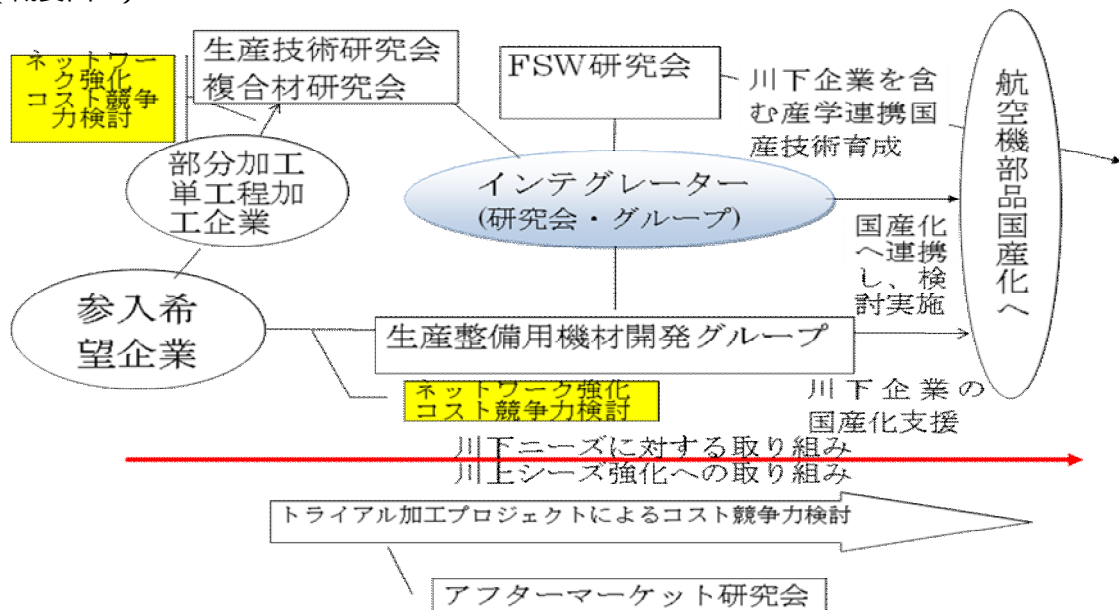 ネットワー
ク強化
コスト競争
力検討
生産技術研究会
複合材研究会
FSW研究会
川下企業を含
む産学連携国
産技術育成
航空機部品国産化へ
部分加工
単工程加
工企業
インテグレーター
(研究会・グループ)
国産化
へ連携
し、検
討実施
参入希
望企業
生産整備用機材開発グループ
ネットワーク強化
コスト競争力検討
川下企業の
国産化支援
川下ニーズに対する取り組み
川上シーズ強化への取り組み
トライアル加工プロジェクトによるコスト競争力検討
アフターマーケット研究会